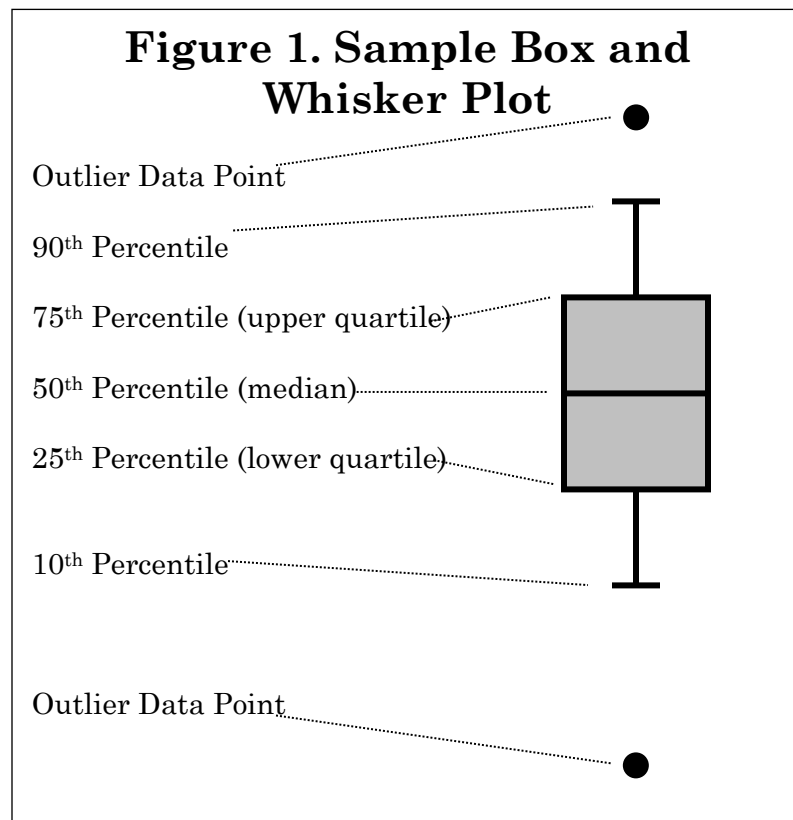 Figure 1. Sample Box and
Whisker Plot
Outlier Data Point
90th Percentile
75th Percentile (upper quartile)
50th Percentile (median)
25th Percentile (lower quartile)
10th Percentile
Outlier Data Point